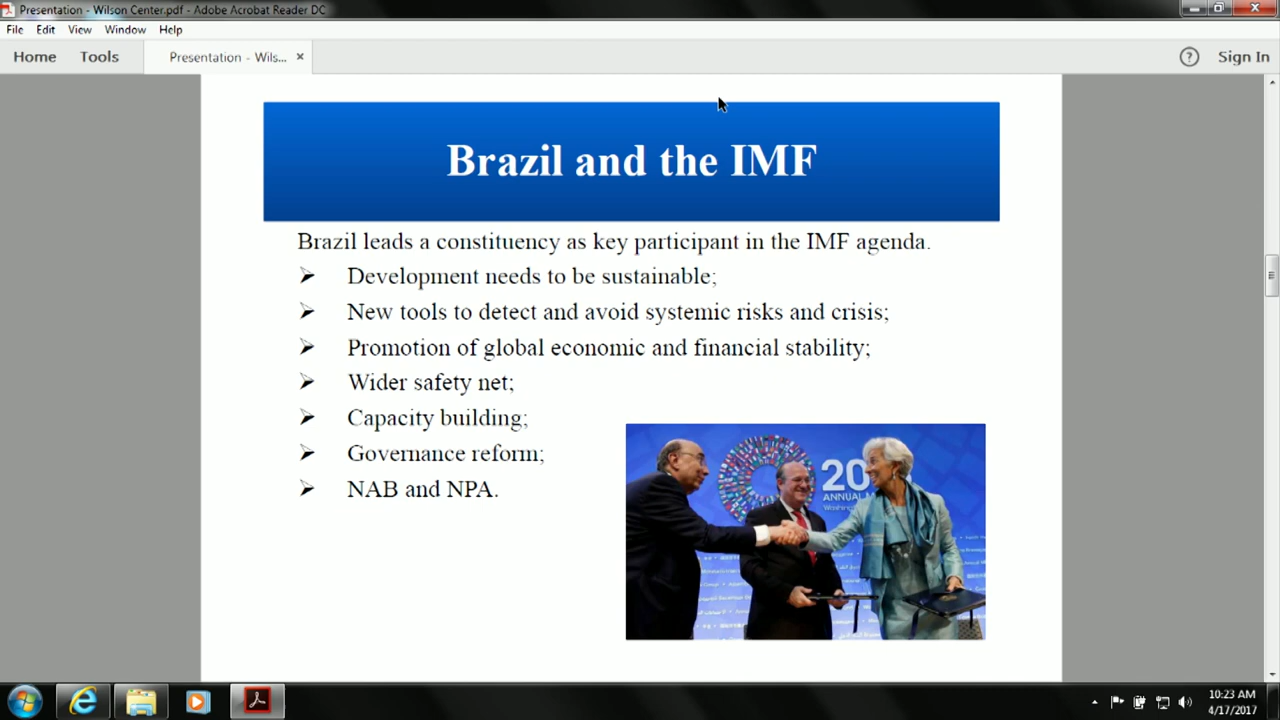 Presentation - Wilson Center.pdf - Adobe Acrobat Reader DC
File Edit View Window Help
Home Tools Presentation - Wils... × ? Sign In
Brazil and the IMF
Brazil leads a constituency as key participant in the IMF agenda.
➢ Development needs to be sustainable;
➢ New tools to detect and avoid systemic risks and crisis;
➢ Promotion of global economic and financial stability;
➢ Wider safety net;
➢ Capacity building;
➢ Governance reform;
➢ NAB and NPA.
20
ANNUAL
10:23 AM
4/17/2017